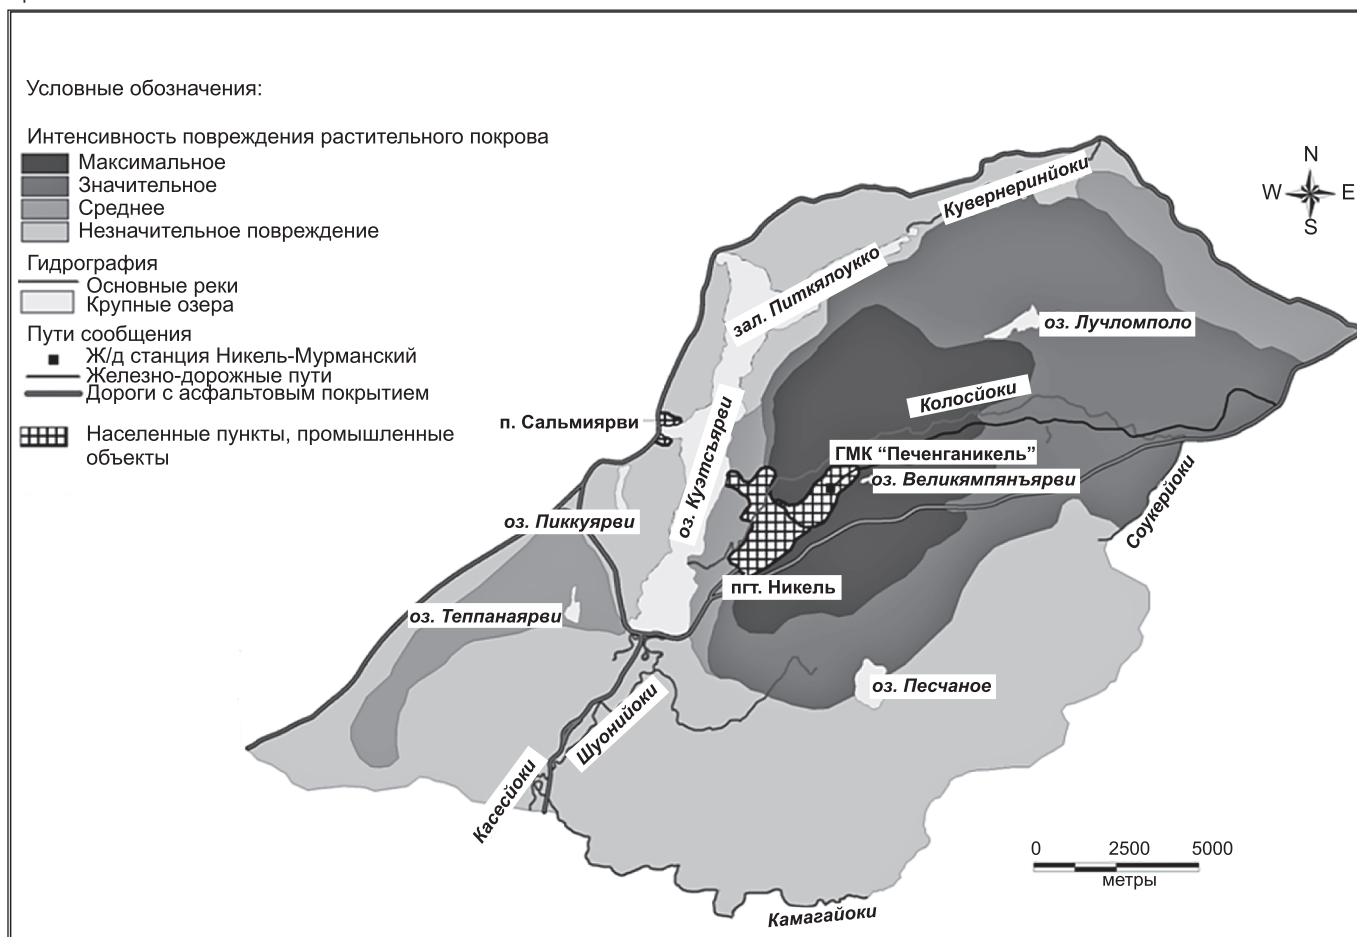 Условные обозначения:
Интенсивность повреждения растительного покрова
Максимальное
Значительное
Среднее
Незначительное повреждение
Гидрография
Основные реки
Крупные озера
Пути сообщения
Ж/д станция Никель-Мурманский
Железно-дорожные пути
Дороги с асфальтовым покрытием
Населенные пункты, промышленные
объекты
N
W E
S
Кувернеринйоки
зал. Питкялоукко
оз. Лучломполо
Колосйоки
п. Сальмиярви
оз. Куэтсъярви
ГМК “Печенганикель”
оз. Великямпянъярви
Соукерйоки
оз. Пиккуярви
пгт. Никель
оз. Теппанаярви
оз. Песчаное
Шуонийоки
Касесйоки
Камагайоки
0 2500 5000
метры